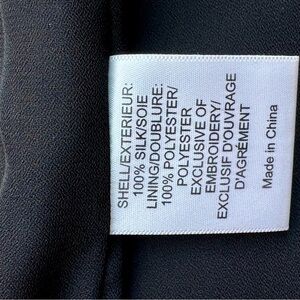 SHELL/EXTERIEUR:
100% SILK/SOIE
LINING/DOUBLURE:
100% POLYESTER/
POLYESTER
EXCLUSIVE OF
EMBROIDERY/
EXCLUSIF D'OUVRAGE
D'AGRÉMENT
Made in China